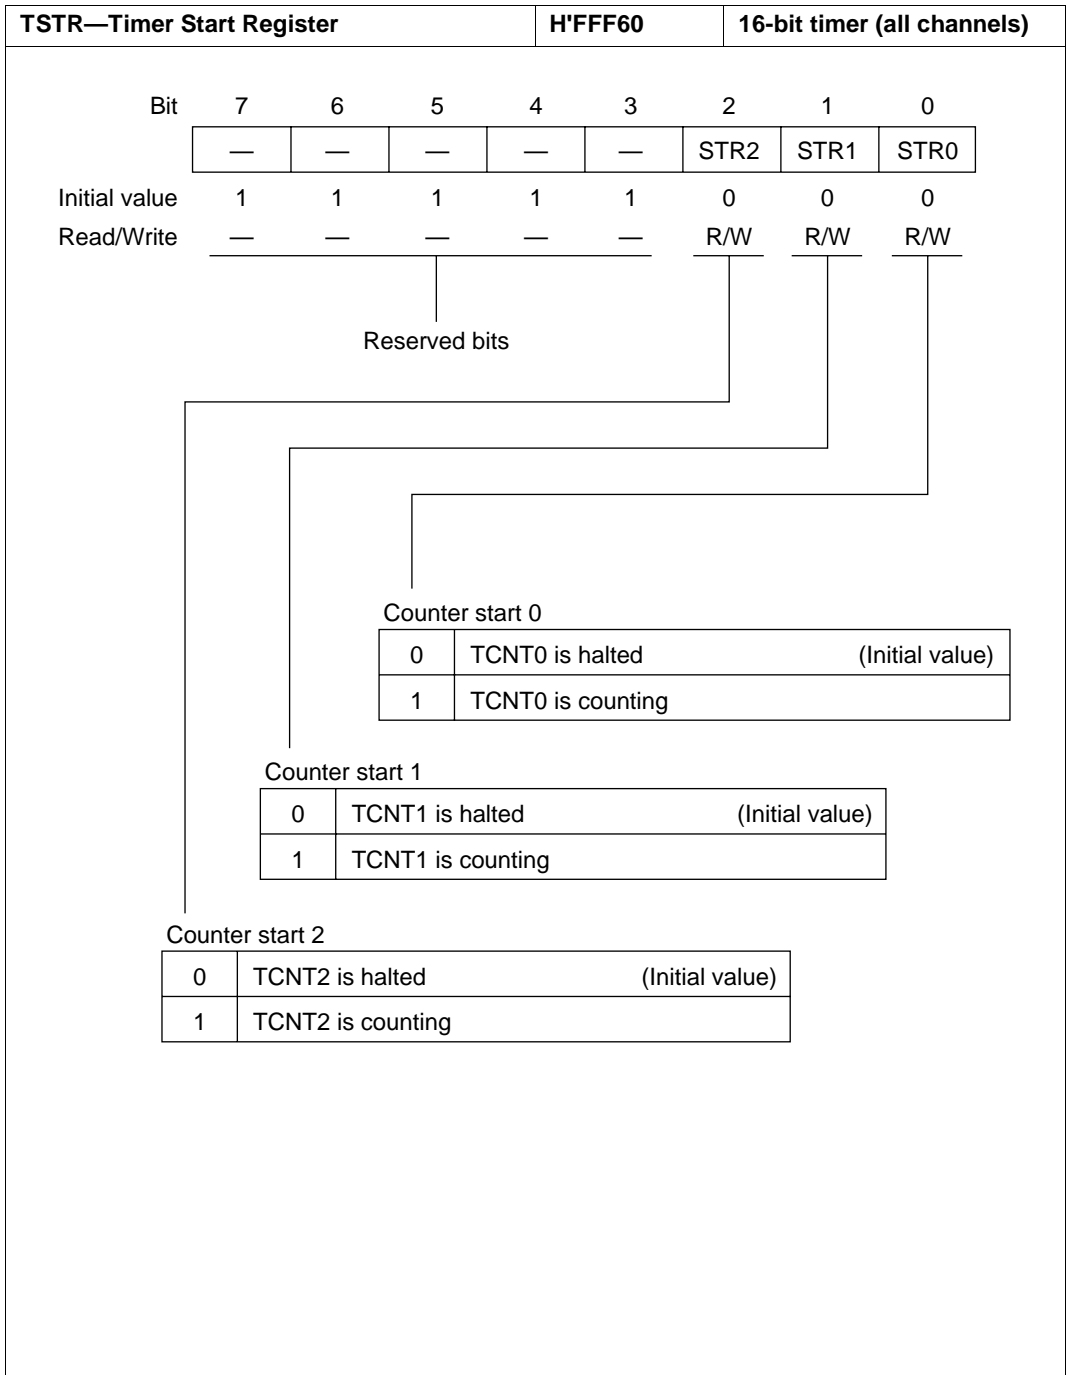 TSTR—Timer Start Register H'FFF60 16-bit timer (all channels)
Bit 7 6 5 4 3 2 1 0
— — — — — STR2 STR1 STR0
Initial value 1 1 1 1 1 0 0 0
Read/Write — — — — — R/W R/W R/W
Reserved bits
Counter start 0
0 TCNT0 is halted (Initial value)
1 TCNT0 is counting
Counter start 1
0 TCNT1 is halted (Initial value)
1 TCNT1 is counting
Counter start 2
0 TCNT2 is halted (Initial value)
1 TCNT2 is counting